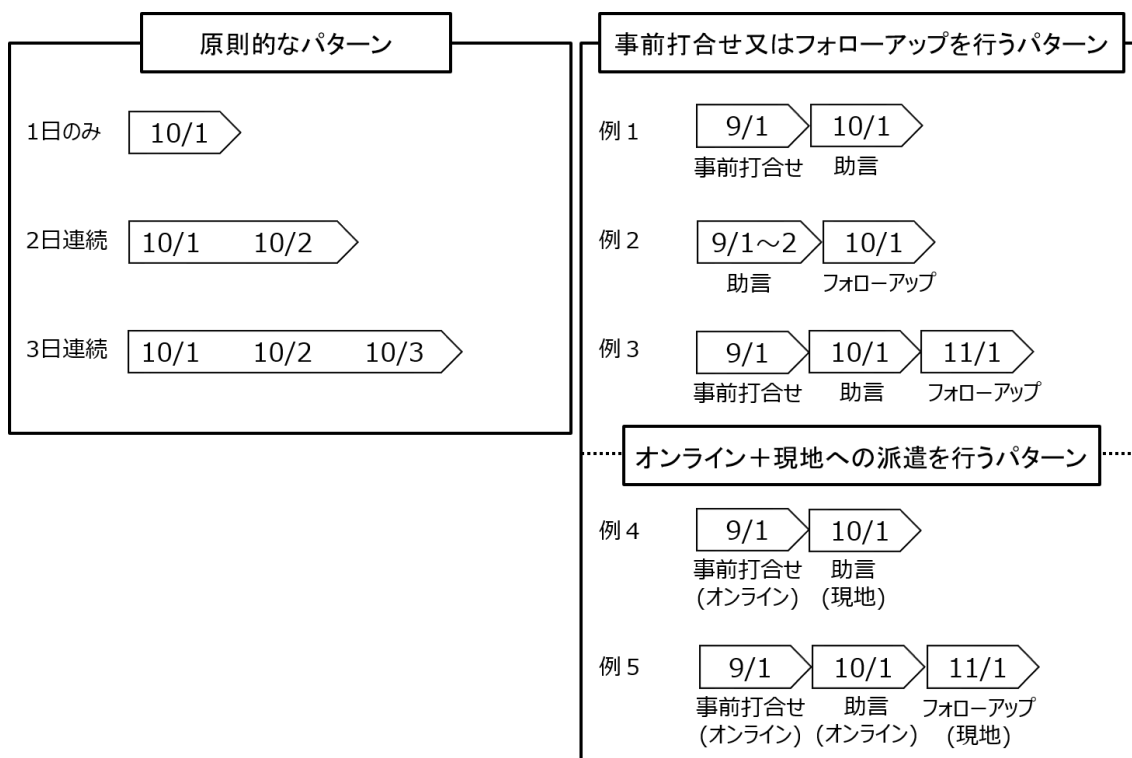 原則的なパターン
1日のみ 10/1
2日連続 10/1 10/2
3日連続 10/1 10/2 10/3
事前打合せ又はフォローアップを行うパターン
例１ 9/1 10/1
事前打合せ 助言
例２ 9/1～2 10/1
助言 フォローアップ
例３ 9/1 10/1 11/1
事前打合せ 助言 フォローアップ
オンライン＋現地への派遣を行うパターン
例４ 9/1 10/1
事前打合せ 助言
(オンライン) (現地)
例５ 9/1 10/1 11/1
事前打合せ 助言 フォローアップ
(オンライン) (オンライン) (現地)